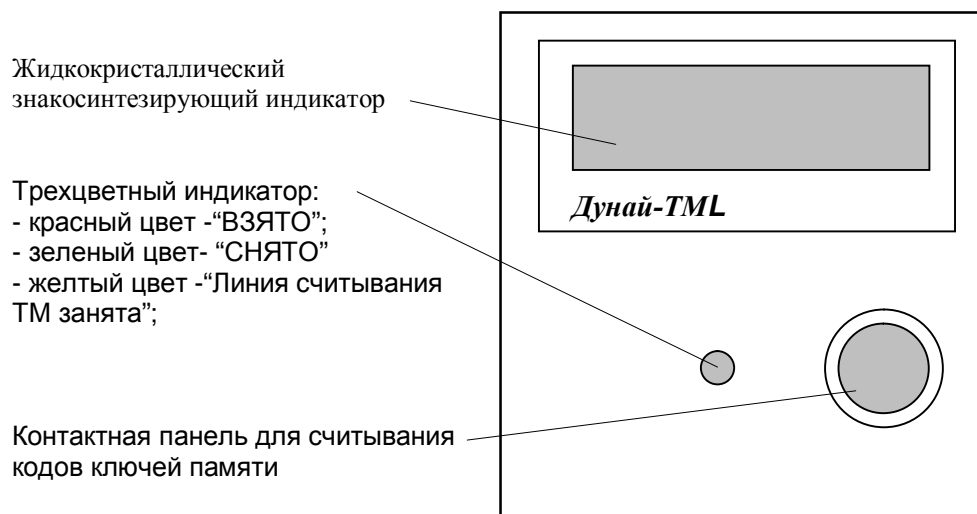 Жидкокристаллический
знакосинтезирующий индикатор
Дунай-TML
Трехцветный индикатор:
- красный цвет -“ВЗЯТО”;
- зеленый цвет- “СНЯТО”
- желтый цвет -“Линия считывания
ТМ занята”;
Контактная панель для считывания
кодов ключей памяти